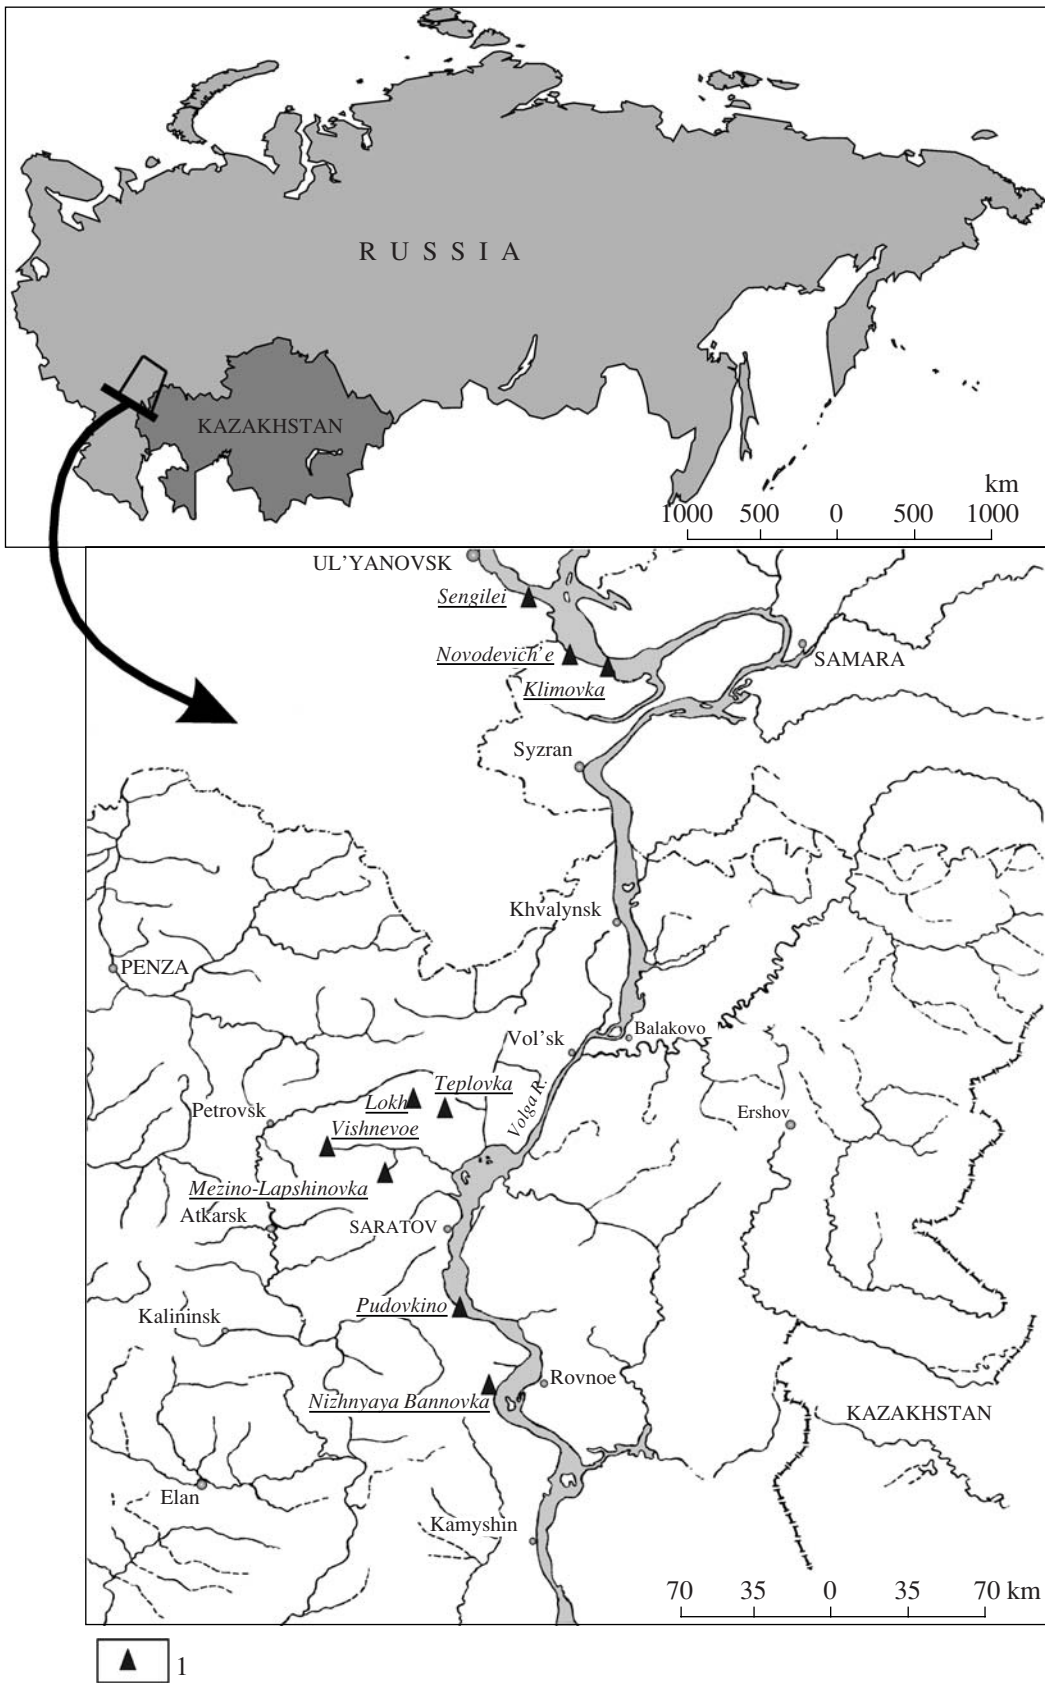 R U S S I A
KAZAKHSTAN
km
1000 500 0 500 1000
UL'YANOVSK
Sengilei
Novodevich'e
SAMARA
Klimovka
Syzran
Khvalynsk
PENZA
Balakovo
Vol'sk
Teplovka
Volga R.
Lokh
Petrovsk
Ershov
Vishnevoe
Mezino-Lapshinovka
Atkarsk
SARATOV
Pudovkino
Kalininsk
Rovnoe
Nizhnyaya Bannovka
KAZAKHSTAN
Elan
Kamyshin
70 35 0 35 70 km
1